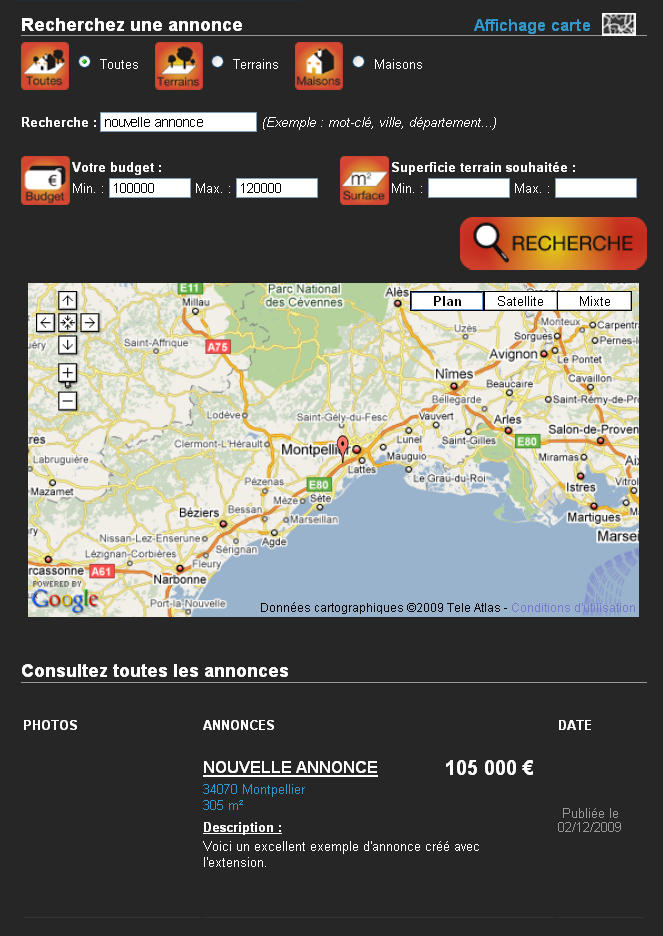 Recherchez une annonce
Affichage carte
Toutes
Toutes
Terrains
Terrains
Maisons
Maisons
Recherche : nouvelle annonce (Exemple : mot-clé, ville, département...)
Budget
Votre budget :
Min. : 100000 Max. : 120000
m²
Surface
Superficie terrain souhaitée :
Min. : Max. :
RECHERCHE
Plan Satellite Mixte
E11
Parc National
des Cévennes
Alès
Millau
Uzès
Monteux
Carpentr
Sorgues
Pernes-l
Saint-Affrique
A75
Avignon
Le Pontet
Nîmes
Cavaillon
Beaucaire
Bellegarde
Saint-Rémy-de-Pro
Lodève
Saint-Gély-du-Fesc
Vauvert
Arles
Salon-de-Provence
Clermont-L'Hérault
Lunel
Saint-Gilles
E80
Montpellier
Mauguio
Miramas
Aix
Labruguière
Lattes
Le Grau-du-Roi
Istres
Vitrol
Mazamet
Pézenas
E80
Mèze
Sète
Martigues
Béziers
Bessan
Marseillan
Marsei
Nissan-Lez-Enserune
Agde
Sérignan
Lézignan-Corbières
Fleury
rcassonne
A61
Narbonne
POWERED BY
Google
Port-la-Nouvelle
Données cartographiques ©2009 Tele Atlas - Conditions d'utilisation
Consultez toutes les annonces
PHOTOS ANNONCES DATE
NOUVELLE ANNONCE 105 000 €
34070 Montpellier
305 m²
Publiée le
02/12/2009
Description :
Voici un excellent exemple d'annonce créé avec
l'extension.